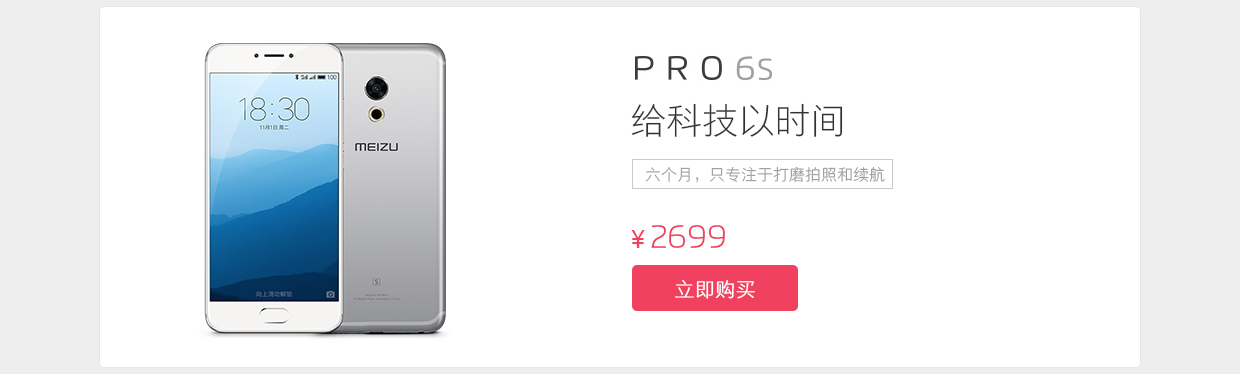 100
18:30
11月1日 周二
MEIZU
向上滑动解锁
S
PRO 6s
给科技以时间
六个月，只专注于打磨拍照和续航
¥ 2699
立即购买